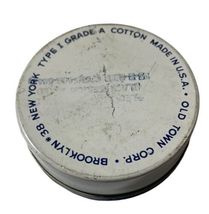 TYPE I GRADE A COTTON MADE IN U.S.A. • OLD TOWN CORP. • BROOKLYN #38 NEW YORK